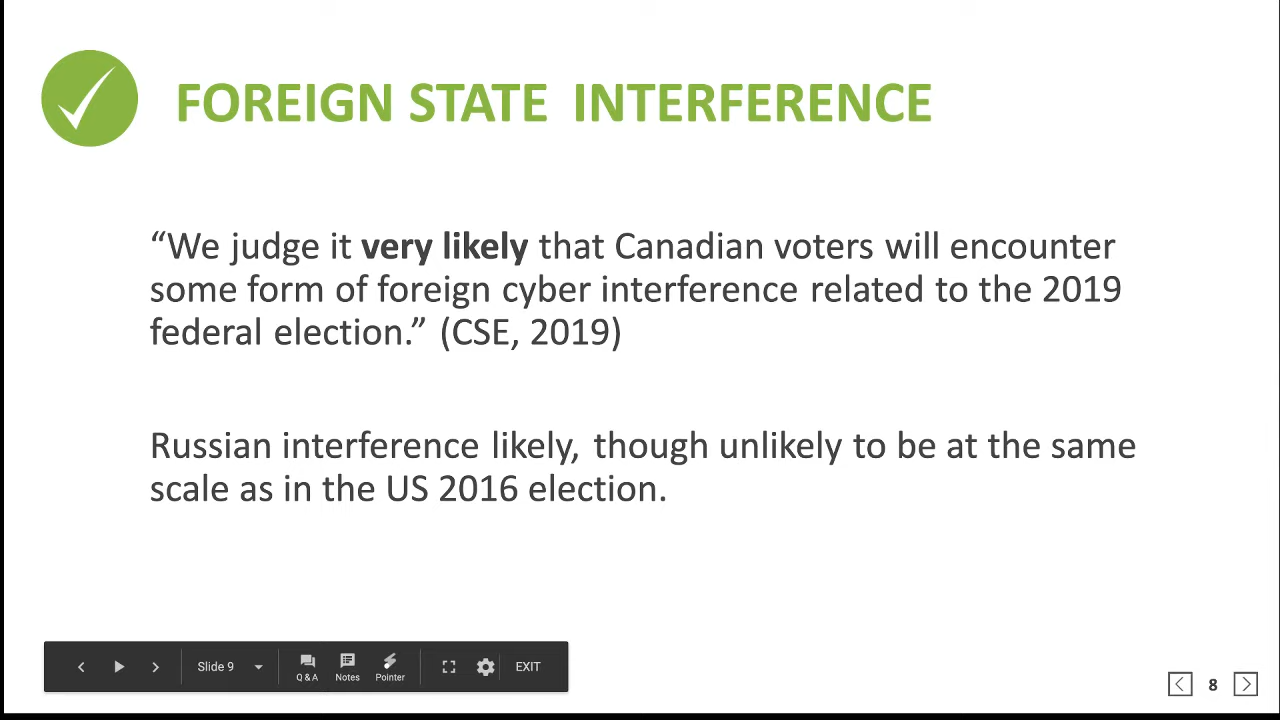 FOREIGN STATE INTERFERENCE
“We judge it very likely that Canadian voters will encounter
some form of foreign cyber interference related to the 2019
federal election.” (CSE, 2019)
Russian interference likely, though unlikely to be at the same
scale as in the US 2016 election.
Slide 9
Q & A
Notes
Pointer
EXIT
8